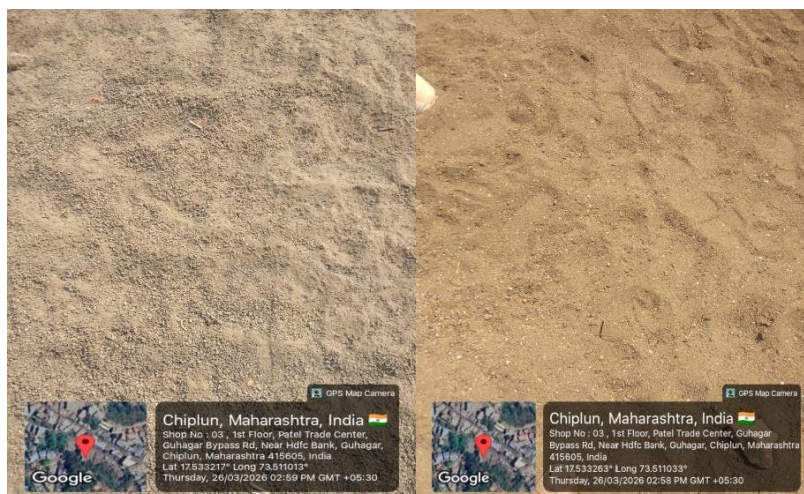 GPS Map Camera
Chiplun, Maharashtra, India
Shop No : 03 , 1st Floor, Patel Trade Center,
Guhagar Bypass Rd, Near Hdfc Bank, Guhagar,
Chiplun, Maharashtra 415605, India
Lat 17.533217° Long 73.511013°
Thursday, 26/03/2026 02:59 PM GMT +05:30
Google
GPS Map Camera
Chiplun, Maharashtra, India
Shop No : 03 , 1st Floor, Patel Trade Center, Guhagar
Bypass Rd, Near Hdfc Bank, Guhagar, Chiplun, Maharashtra
415605, India
Lat 17.533263° Long 73.511033°
Thursday, 26/03/2026 02:58 PM GMT +05:30
Google